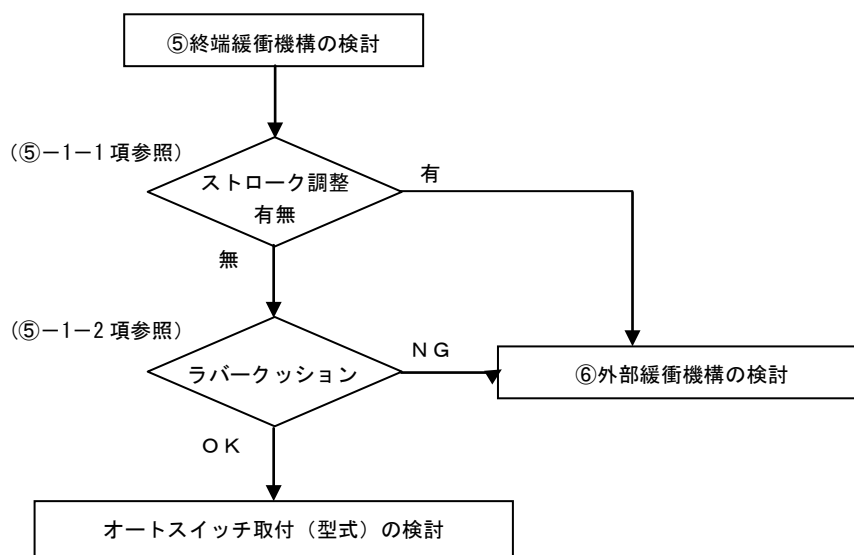 ⑤終端緩衝機構の検討
（⑤－1－1 項参照）
ストローク調整
有無
有
無
（⑤－1－2 項参照）
ラバークッション
ＮＧ
⑥外部緩衝機構の検討
ＯＫ
オートスイッチ取付（型式）の検討